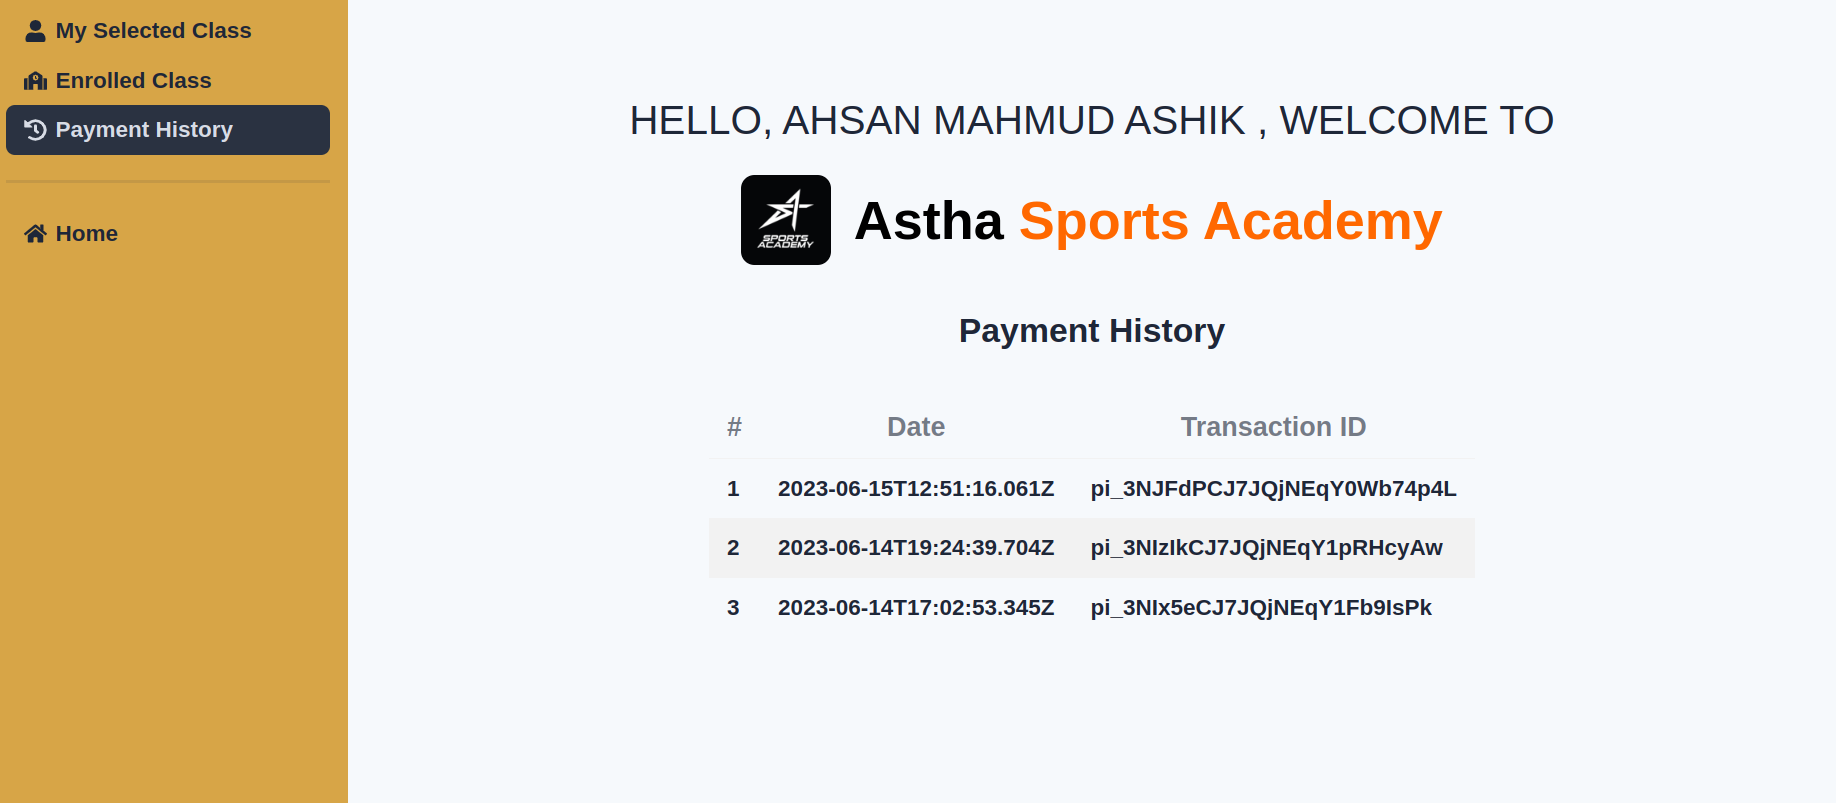 My Selected Class
Enrolled Class
Payment History
Home
HELLO, AHSAN MAHMUD ASHIK , WELCOME TO
SPORTS
ACADEMY
Astha Sports Academy
Payment History
# Date Transaction ID
1 2023-06-15T12:51:16.061Z pi_3NJFdPCJ7JQjNEqY0Wb74p4L
2 2023-06-14T19:24:39.704Z pi_3NIzIkCJ7JQjNEqY1pRHcyAw
3 2023-06-14T17:02:53.345Z pi_3NIx5eCJ7JQjNEqY1Fb9IsPk